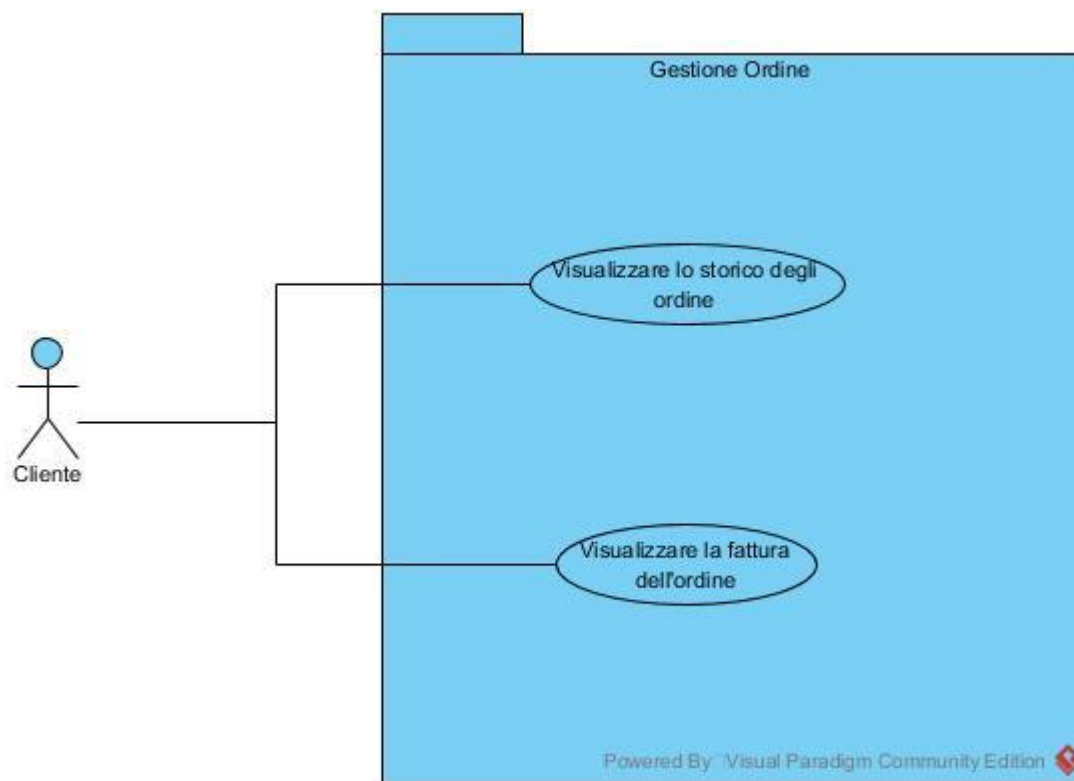 Gestione Ordine
Visualizzare lo storico degli
ordine
Cliente
Visualizzare la fattura
dell'ordine
Powered By Visual Paradigm Community Edition